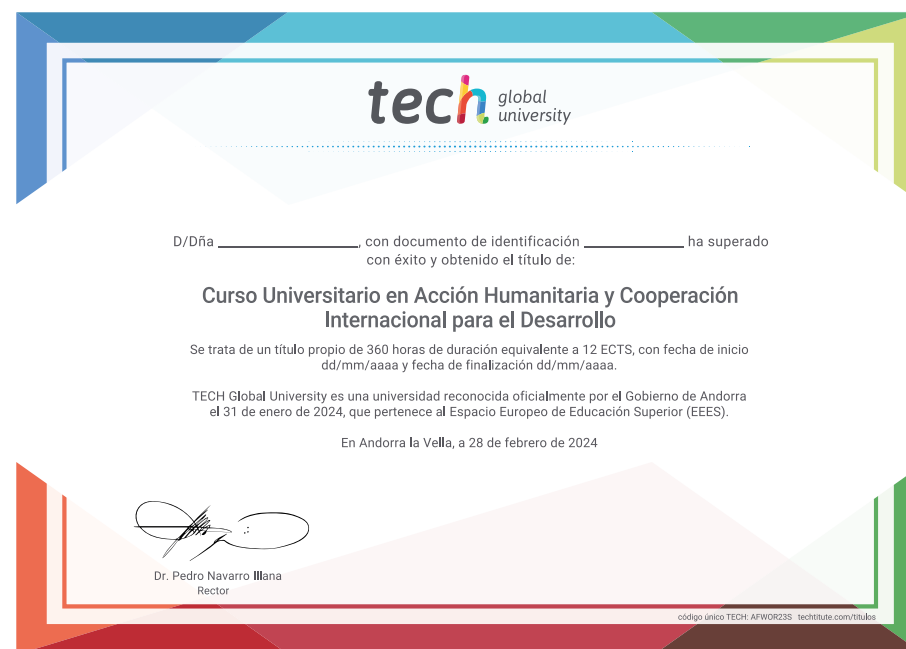 tech global university
D/Dña ____________, con documento de identificación ____________ ha superado
con éxito y obtenido el título de:
Curso Universitario en Acción Humanitaria y Cooperación
Internacional para el Desarrollo
Se trata de un título propio de 360 horas de duración equivalente a 12 ECTS, con fecha de inicio
dd/mm/aaaa y fecha de finalización dd/mm/aaaa.
TECH Global University es una universidad reconocida oficialmente por el Gobierno de Andorra
el 31 de enero de 2024, que pertenece al Espacio Europeo de Educación Superior (EEES).
En Andorra la Vella, a 28 de febrero de 2024
Dr. Pedro Navarro Illana
Rector
código único TECH: AFWOR23S techtitute.com/titulos